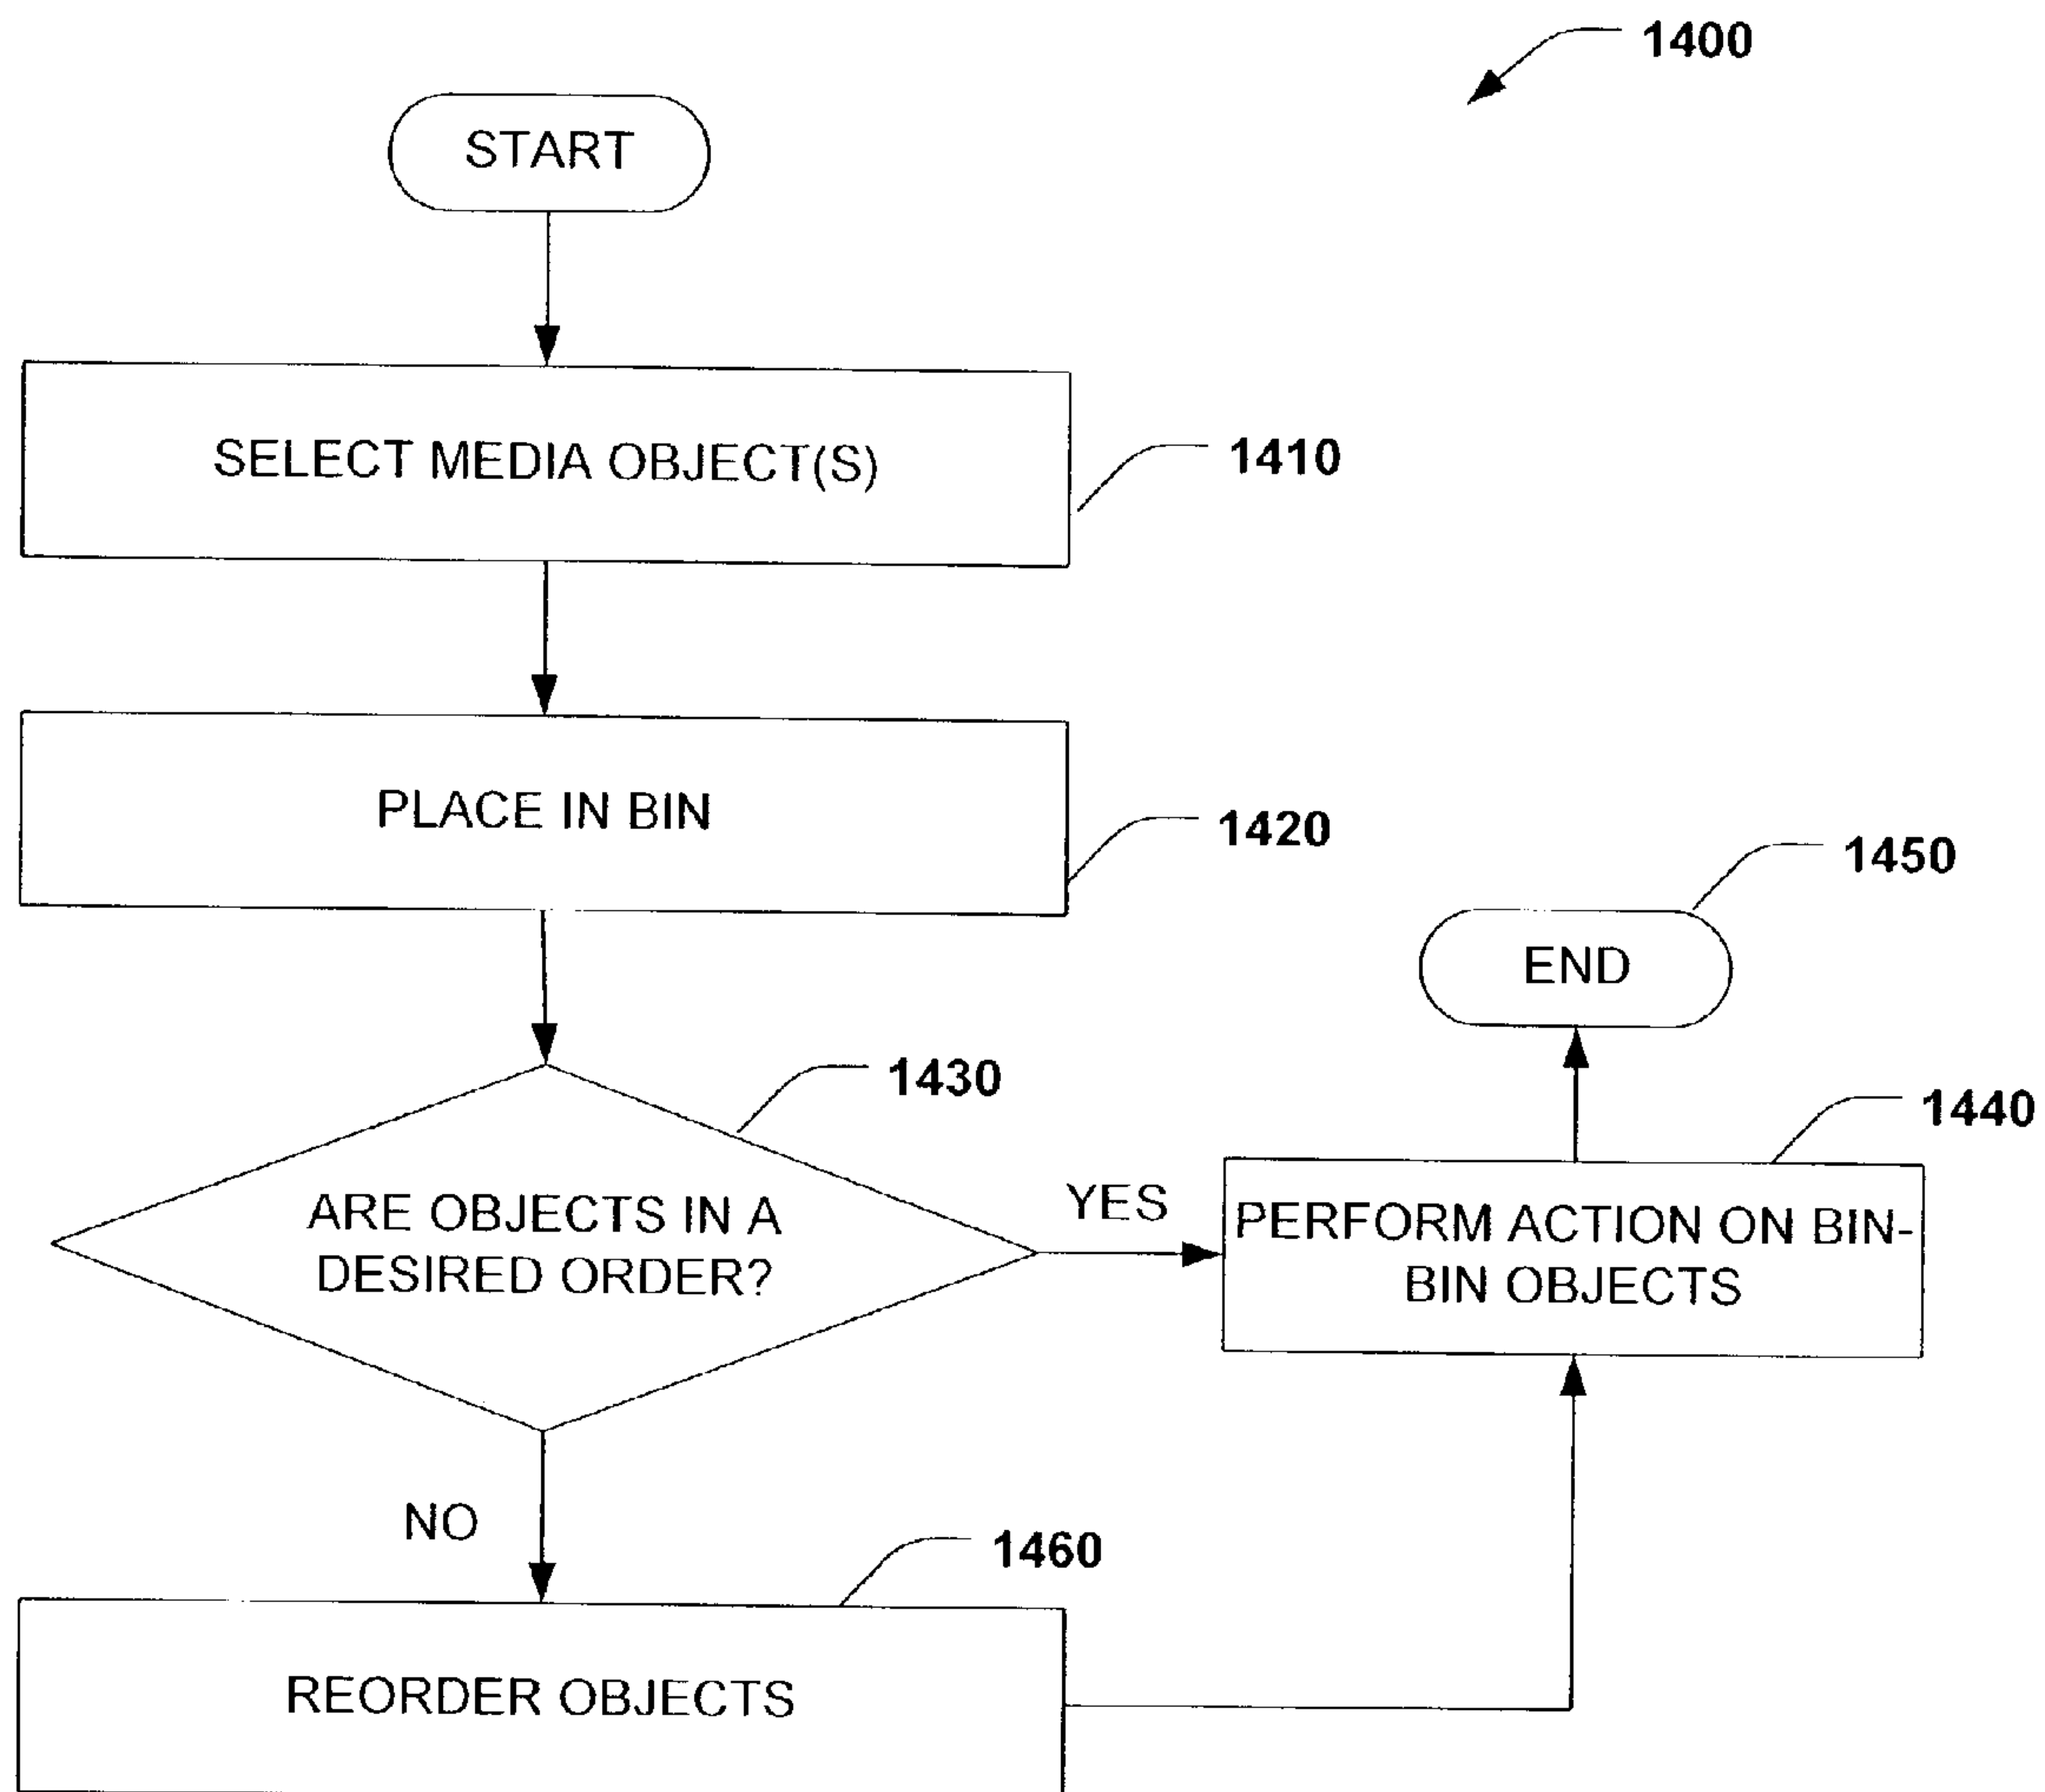 1400
START
SELECT MEDIA OBJECT(S)
1410
PLACE IN BIN
1420
1450
END
1430
1440
ARE OBJECTS IN A
DESIRED ORDER?
YES
PERFORM ACTION ON BIN-
BIN OBJECTS
NO
1460
REORDER OBJECTS